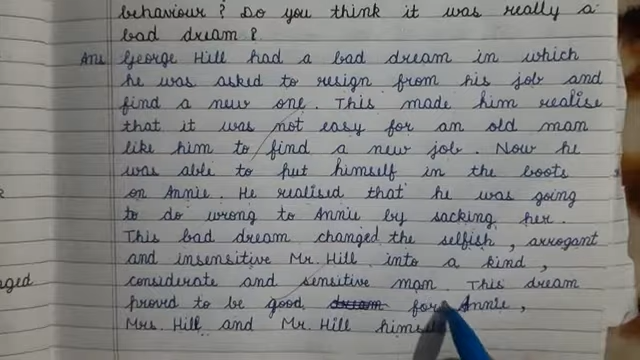 behaviour? Do you think it was really a
bad dream?
Ans George Hill had a bad dream in which
he was asked to resign from his job and
find a new one. This made him realise
that it was not easy for an old man
like him to find a new job. Now he
was able to put himself in the boots
on Annie. He realised that he was going
to do wrong to Annie by sacking her.
This bad dream changed the selfish, arrogant
and insensitive Mr. Hill into a kind,
considerate and sensitive man. This dream
proved to be good dream for Annie,
Mrs. Hill and Mr. Hill